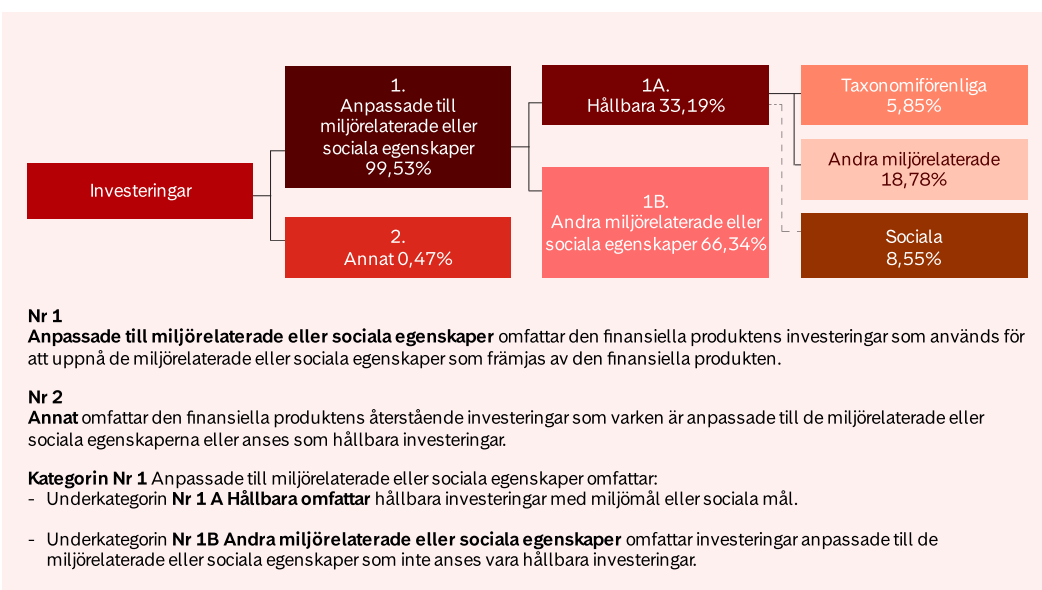 Investeringar
1.
Anpassade till
miljörelaterade eller
sociala egenskaper
99,53%
2.
Annat 0,47%
1A.
Hållbara 33,19%
1B.
Andra miljörelaterade eller
sociala egenskaper 66,34%
Taxonomiförenliga
5,85%
Andra miljörelaterade
18,78%
Sociala
8,55%
Nr 1
Anpassade till miljörelaterade eller sociala egenskaper omfattar den finansiella produktens investeringar som används för
att uppnå de miljörelaterade eller sociala egenskaper som främjas av den finansiella produkten.
Nr 2
Annat omfattar den finansiella produktens återstående investeringar som varken är anpassade till de miljörelaterade eller
sociala egenskaperna eller anses som hållbara investeringar.
Kategorin Nr 1 Anpassade till miljörelaterade eller sociala egenskaper omfattar:
- Underkategorin Nr 1 A Hållbara omfattar hållbara investeringar med miljömål eller sociala mål.
- Underkategorin Nr 1B Andra miljörelaterade eller sociala egenskaper omfattar investeringar anpassade till de
miljörelaterade eller sociala egenskaper som inte anses vara hållbara investeringar.